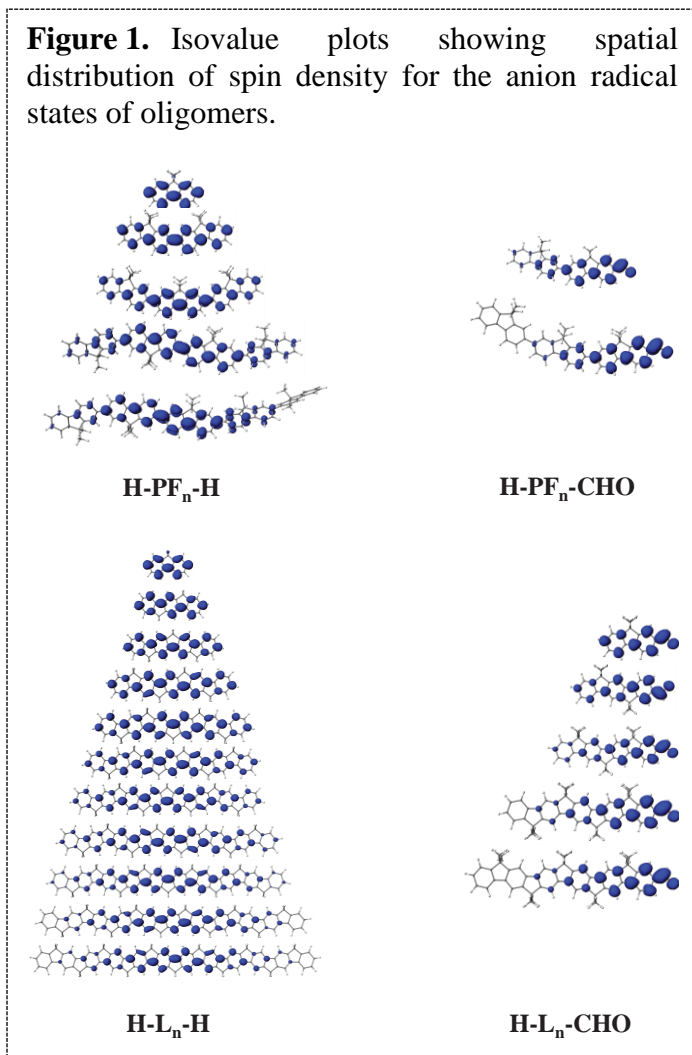 Figure 1. Isovalue plots showing spatial
distribution of spin density for the anion radical
states of oligomers.
H-PFn-H H-PFn-CHO
H-Ln-H H-Ln-CHO